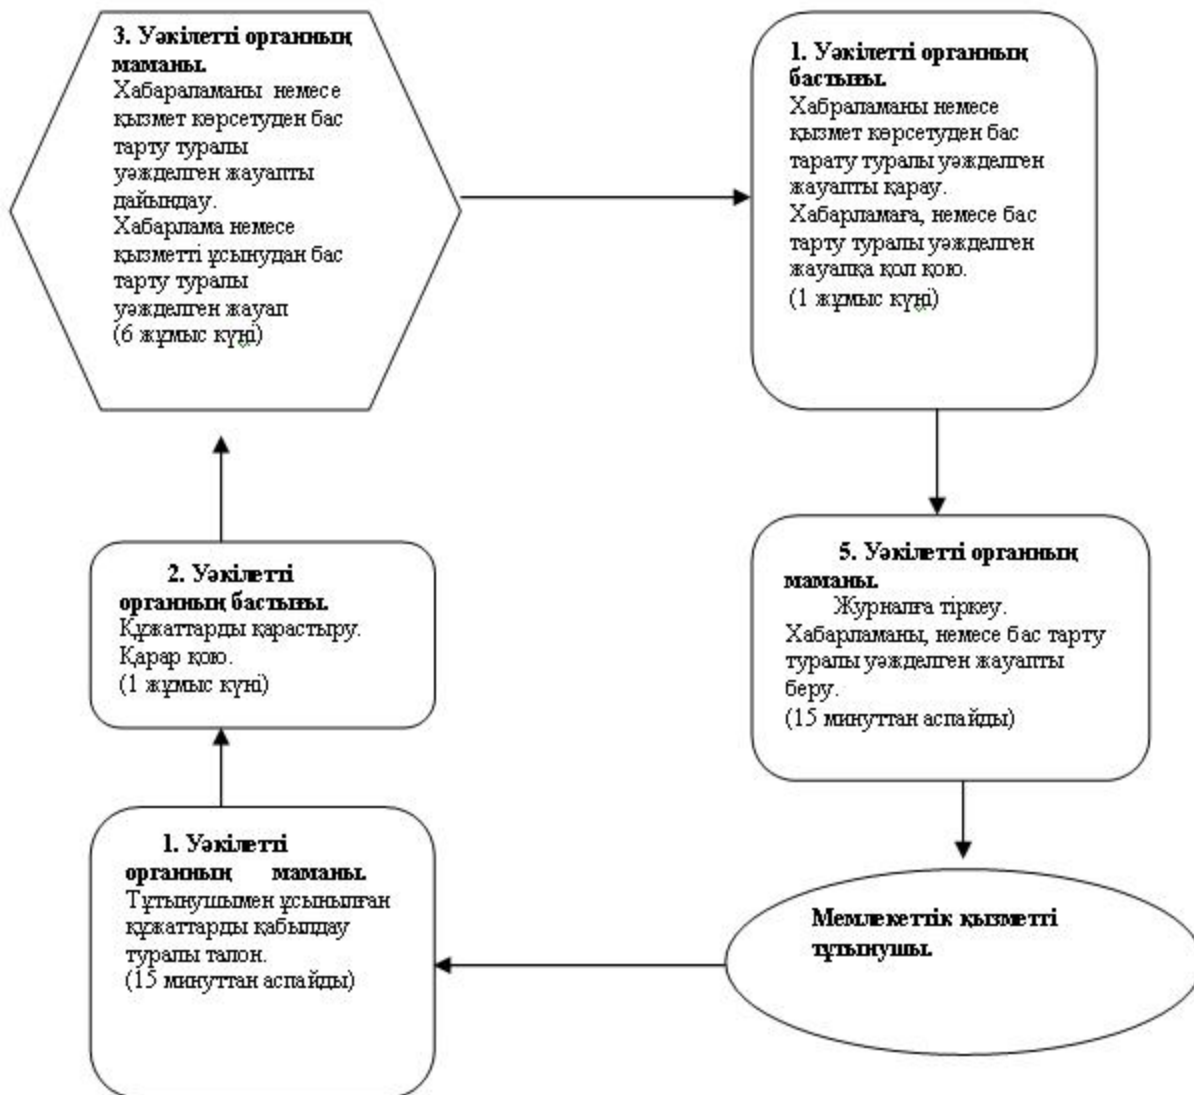 3. Уәкілетті органның
маманы.
Хабараламаны немесе
қызмет көрсетуден бас
тарту туралы
уәжделген жауапты
дайындау.
Хабарлама немесе
қызметті ұсынудан бас
тарту туралы
уәжделген жауап
(6 жұмыс күні)
1. Уәкілетті органның
бастығы.
Хабраламаны немесе
қызмет көрсетуден бас
тарату туралы уәжделген
жауапты қарау.
Хабарламаға, немесе бас
тарту туралы уәжделген
жауапқа қол қою.
(1 жұмыс күні)
2. Уәкілетті
органның бастығы.
Құжаттарды қарастыру.
Қарар қою.
(1 жұмыс күні)
5. Уәкілетті органның
маманы.
Журналға тіркеу.
Хабарламаны, немесе бас тарту
туралы уәжделген жауапты
беру.
(15 минуттан аспайды)
1. Уәкілетті
органның маманы.
Тұтынушымен ұсынылған
құжаттарды қабылдау
туралы талон.
(15 минуттан аспайды)
Мемлекеттік қызметті
тұтынушы.